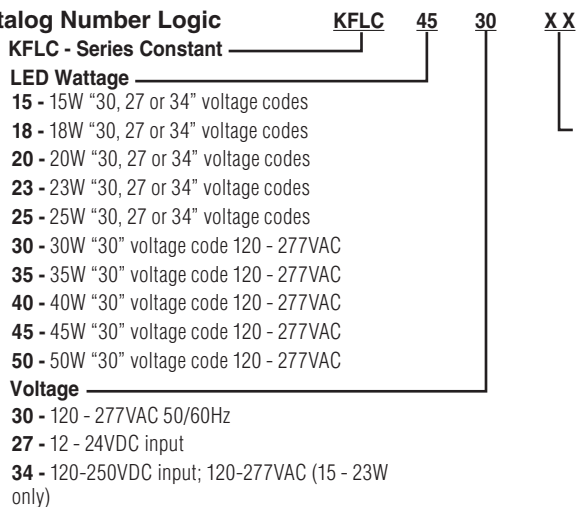 talog Number Logic KFLC 45 30 X X
KFLC - Series Constant
LED Wattage
15 - 15W “30, 27 or 34” voltage codes
18 - 18W “30, 27 or 34” voltage codes
20 - 20W “30, 27 or 34” voltage codes
23 - 23W “30, 27 or 34” voltage codes
25 - 25W “30, 27 or 34” voltage codes
30 - 30W “30” voltage code 120 - 277VAC
35 - 35W “30” voltage code 120 - 277VAC
40 - 40W “30” voltage code 120 - 277VAC
45 - 45W “30” voltage code 120 - 277VAC
50 - 50W “30” voltage code 120 - 277VAC
Voltage
30 - 120 - 277VAC 50/60Hz
27 - 12 - 24VDC input
34 - 120-250VDC input; 120-277VAC (15 - 23W
only)